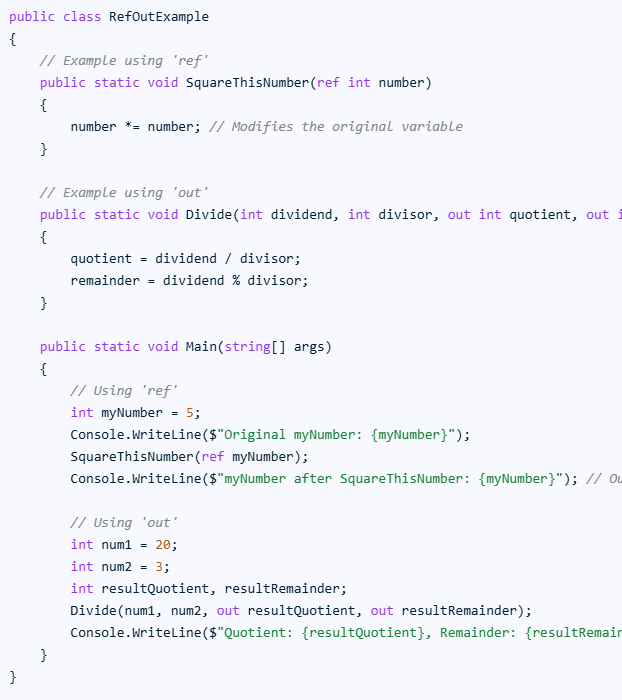 public class RefOutExample
{
    // Example using 'ref'
    public static void SquareThisNumber(ref int number)
    {
        number *= number; // Modifies the original variable
    }

    // Example using 'out'
    public static void Divide(int dividend, int divisor, out int quotient, out
    {
        quotient = dividend / divisor;
        remainder = dividend % divisor;
    }

    public static void Main(string[] args)
    {
        // Using 'ref'
        int myNumber = 5;
        Console.WriteLine($"Original myNumber: {myNumber}");
        SquareThisNumber(ref myNumber);
        Console.WriteLine($"myNumber after SquareThisNumber: {myNumber}"); //

        // Using 'out'
        int num1 = 20;
        int num2 = 3;
        int resultQuotient, resultRemainder;
        Divide(num1, num2, out resultQuotient, out resultRemainder);
        Console.WriteLine($"Quotient: {resultQuotient}, Remainder:
    }
}